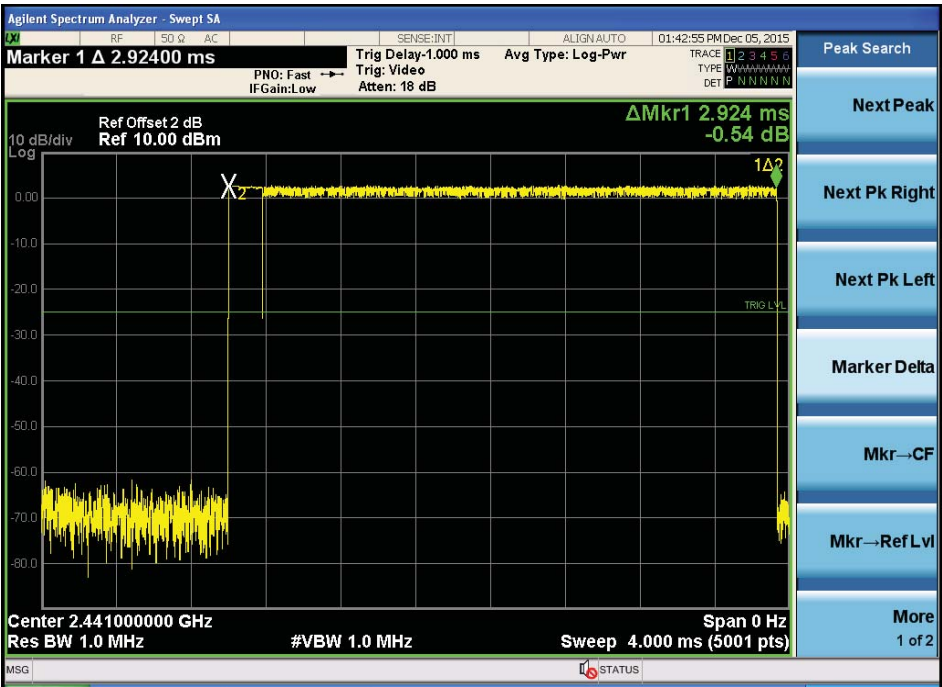 Agilent Spectrum Analyzer - Swept SA
LXI RF 50 Ω AC SENSE:INT ALIGN AUTO 01:42:55 PM Dec 05, 2015
Marker 1 Δ 2.92400 ms
PNO: Fast
IFGain:Low
Trig Delay-1.000 ms
Trig: Video
Atten: 18 dB
Avg Type: Log-Pwr
TRACE 1 2 3 4 5 6
TYPE WWWWWW
DET P N N N N N
Peak Search
Next Peak
Next Pk Right
Next Pk Left
Marker Delta
Mkr→CF
Mkr→Ref Lvl
More
1 of 2
ΔMkr1 2.924 ms
-0.54 dB
Ref Offset 2 dB
10 dB/div Ref 10.00 dBm
Log
1Δ2
X2
0.00
-10.0
-20.0
TRIG LVL
-30.0
-40.0
-50.0
-60.0
-70.0
-80.0
Center 2.441000000 GHz Span 0 Hz
Res BW 1.0 MHz #VBW 1.0 MHz Sweep 4.000 ms (5001 pts)
MSG STATUS